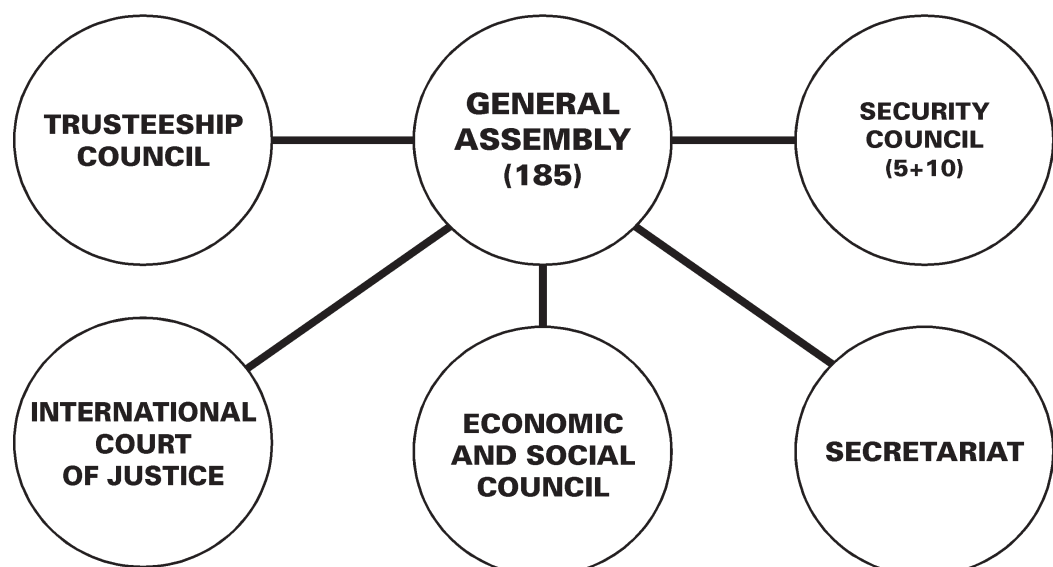 TRUSTEESHIP
COUNCIL
GENERAL
ASSEMBLY
(185)
SECURITY
COUNCIL
(5+10)
INTERNATIONAL
COURT
OF JUSTICE
ECONOMIC
AND SOCIAL
COUNCIL
SECRETARIAT